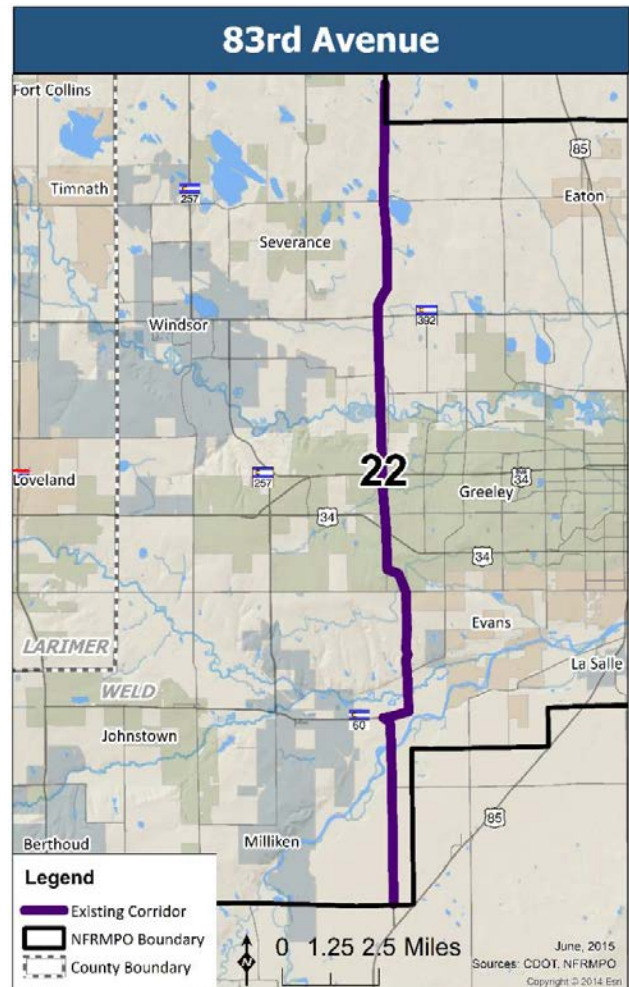 83rd Avenue
Fort Collins
85
Timnath
257
Eaton
Severance
Windsor
392
Loveland
257
22
34
Greeley
34
34
Evans
LARIMER
La Salle
WELD
60
Johnstown
85
Berthoud
Milliken
Legend
Existing Corridor
NFRMPO Boundary
County Boundary
N
0 1.25 2.5 Miles
June, 2015
Sources: CDOT, NFRMPO
Copyright © 2014 Esri